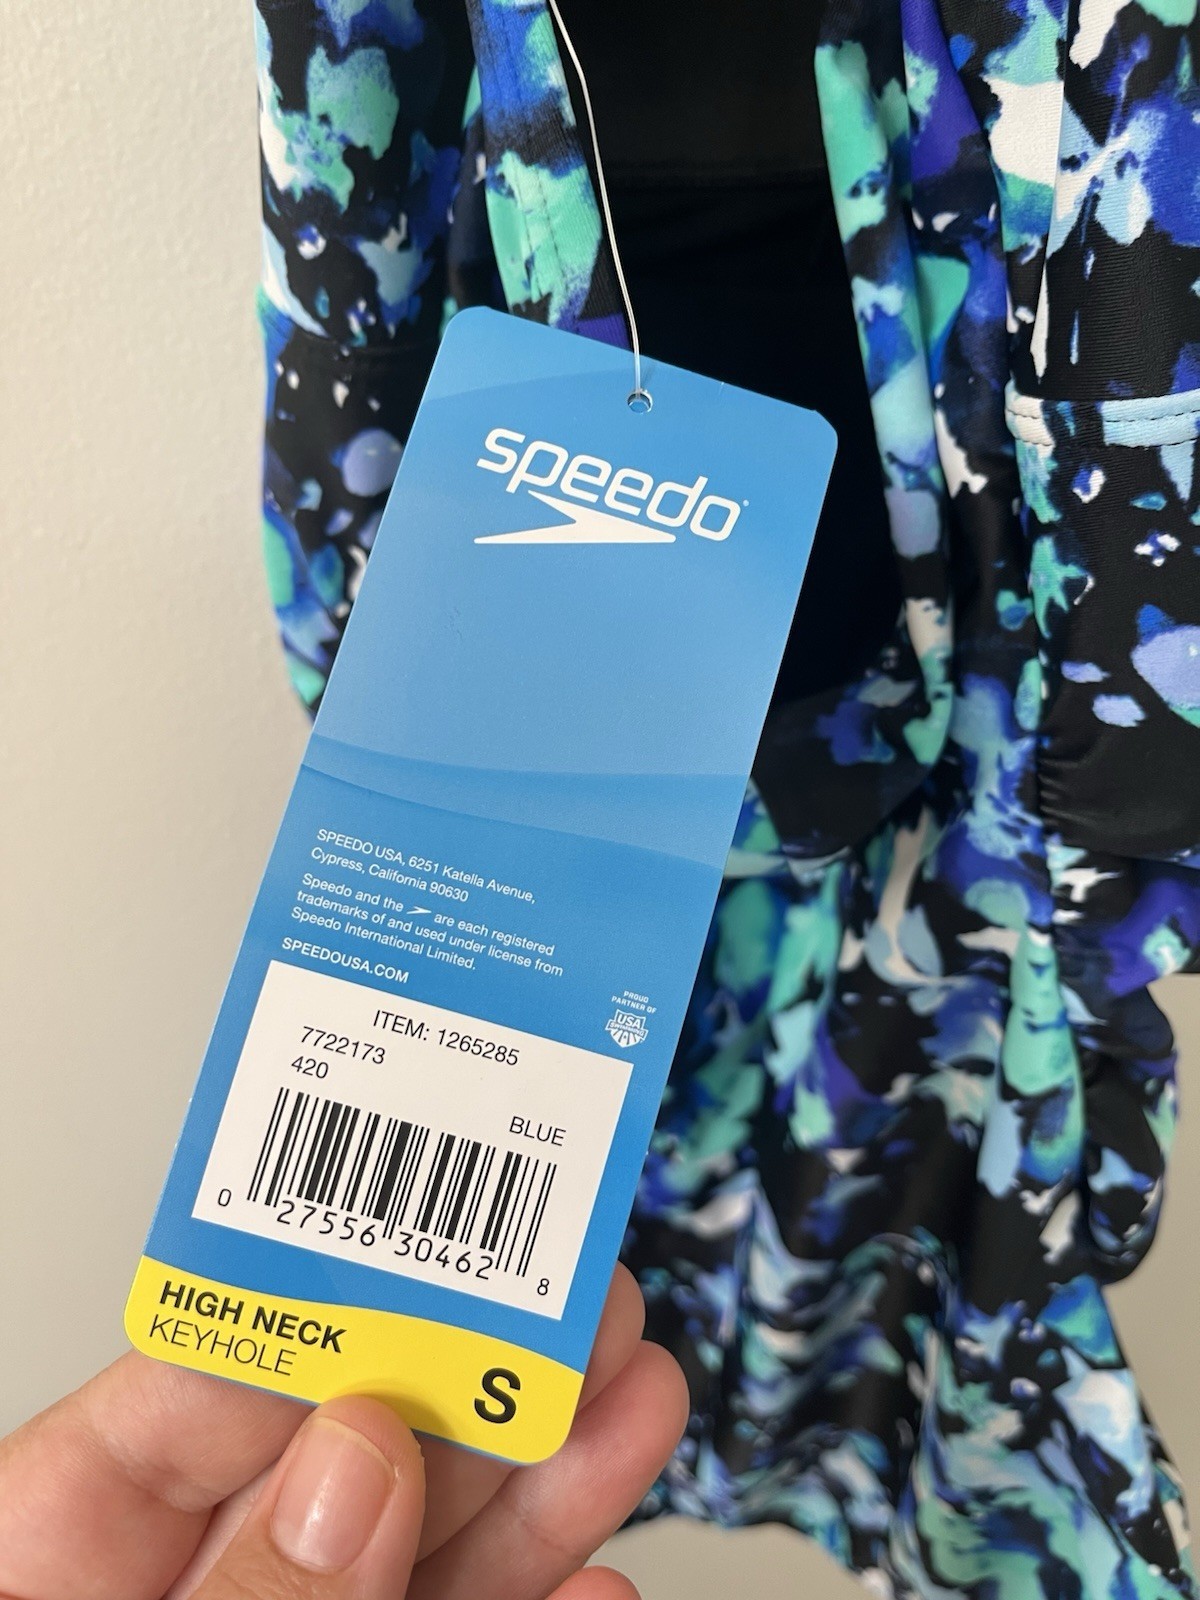 speedo
SPEEDO USA, 6251 Katella Avenue,
Cypress, California 90630
Speedo and the are each registered
trademarks of and used under license from
Speedo International Limited.
SPEEDOUSA.COM
PROUD
PARTNER OF
USA
SWIMMING
ITEM: 1265285
7722173
420
BLUE
0 27556 30462 8
HIGH NECK
KEYHOLE
S